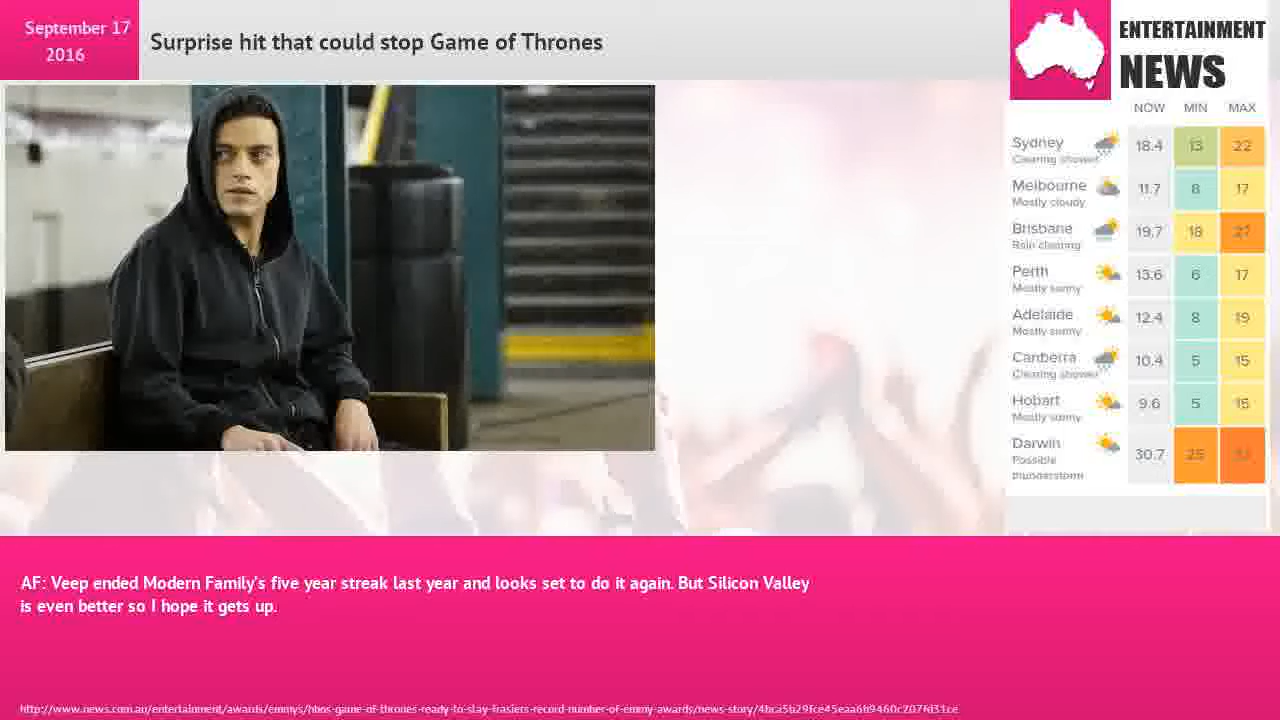 September 17
2016
Surprise hit that could stop Game of Thrones
ENTERTAINMENT
NEWS
NOW MIN MAX
Sydney 18.4 13 22
Clearing shower
Melbourne 11.7 8 17
Mostly cloudy
Brisbane 19.7 18 27
Rain clearing
Perth 13.6 6 17
Mostly sunny
Adelaide 12.4 8 19
Mostly sunny
Canberra 10.4 5 15
Clearing shower
Hobart 9.6 5 15
Mostly sunny
Darwin 30.7 25
Possible
thunderstorm
AF: Veep ended Modern Family's five year streak last year and looks set to do it again. But Silicon Valley
is even better so I hope it gets up.